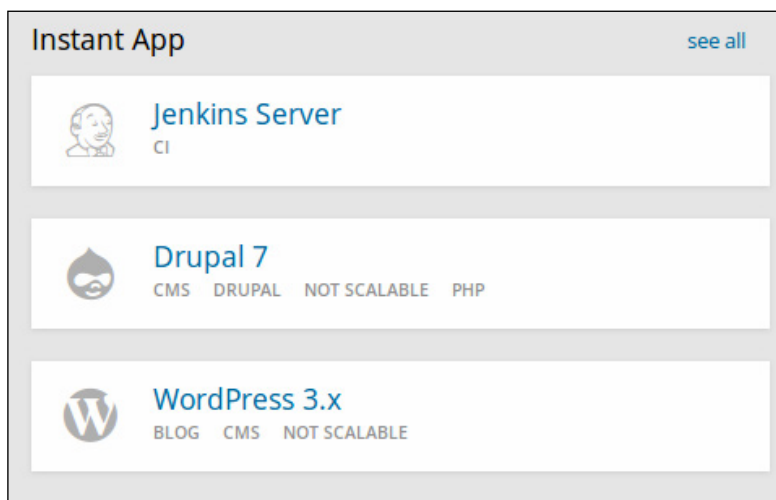 Instant App see all
Jenkins Server
CI
Drupal 7
CMS DRUPAL NOT SCALABLE PHP
WordPress 3.x
BLOG CMS NOT SCALABLE